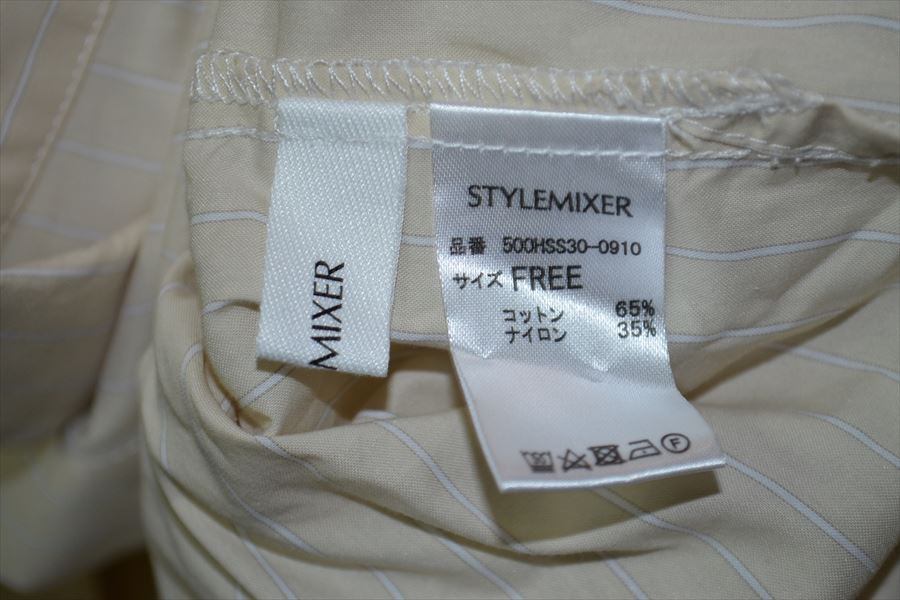 MIXER
STYLEMIXER
品番 500HSS30-0910
サイズ FREE
コットン 65%
ナイロン 35%
F